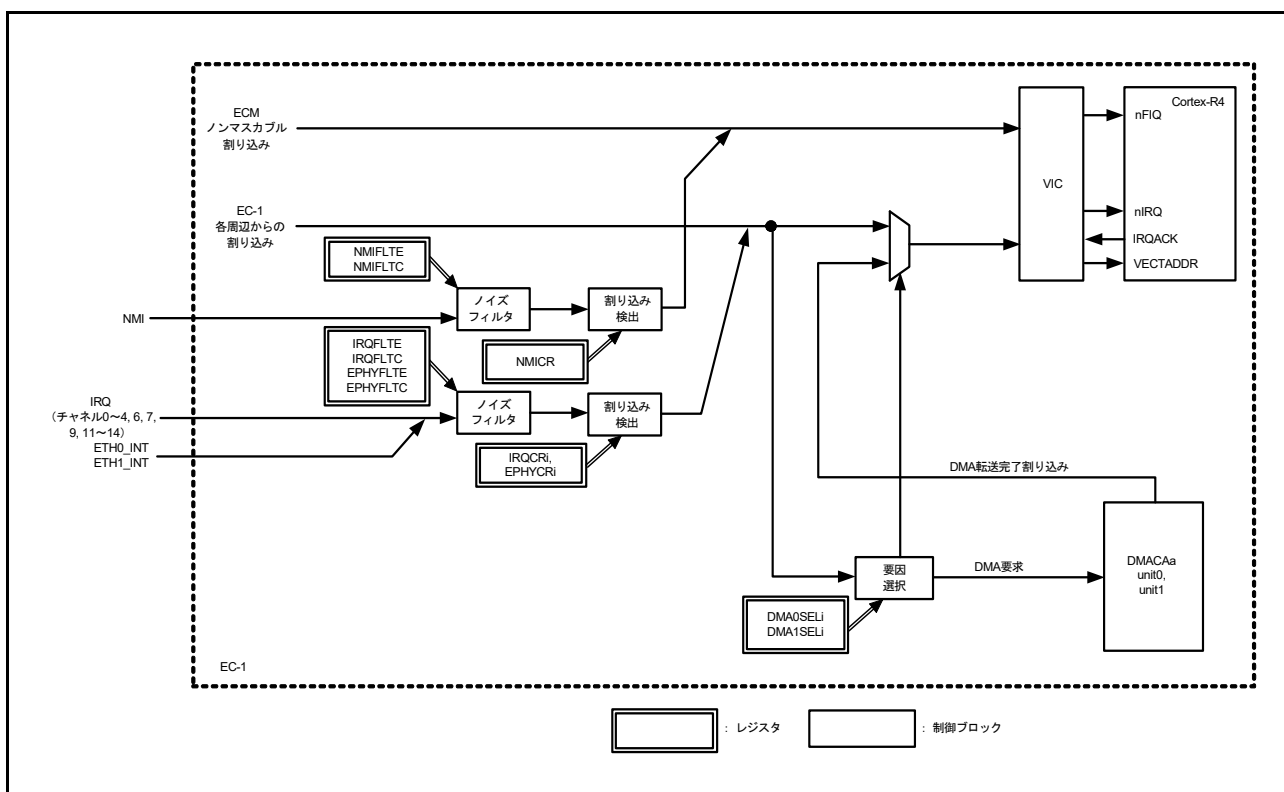 ECM
ノンマスカブル
割り込み
EC-1
各周辺からの
割り込み
NMIFLTE
NMIFLTC
ノイズ
フィルタ
割り込み
検出
NMI
NMICR
IRQFLTE
IRQFLTC
EPHYFLTE
EPHYFLTC
ノイズ
フィルタ
割り込み
検出
IRQ
（チャネル0～4, 6, 7,
9, 11～14）
ETH0_INT
ETH1_INT
IRQCRi,
EPHYCRi
VIC
Cortex-R4
nFIQ
nIRQ
IRQACK
VECTADDR
DMA転送完了割り込み
要因
選択
DMA要求
DMACAa
unit0,
unit1
DMA0SELi
DMA1SELi
EC-1
：レジスタ
：制御ブロック